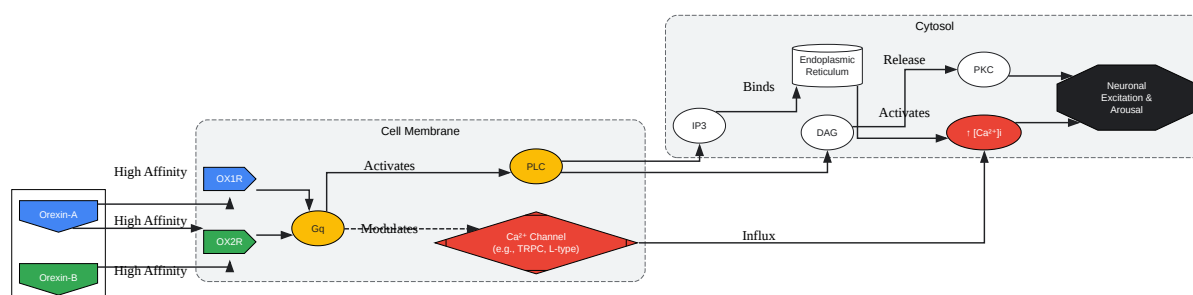 Cytosol
Endoplasmic
Reticulum
Release
PKC
Binds
Neuronal
Excitation &
Arousal
Activates
IP3
DAG
↑ [Ca²⁺]i
Cell Membrane
High Affinity
OX1R
Activates
PLC
Orexin-A
High Affinity
OX2R
Gq
Modulates
Ca²⁺ Channel
(e.g., TRPC, L-type)
Influx
High Affinity
Orexin-B